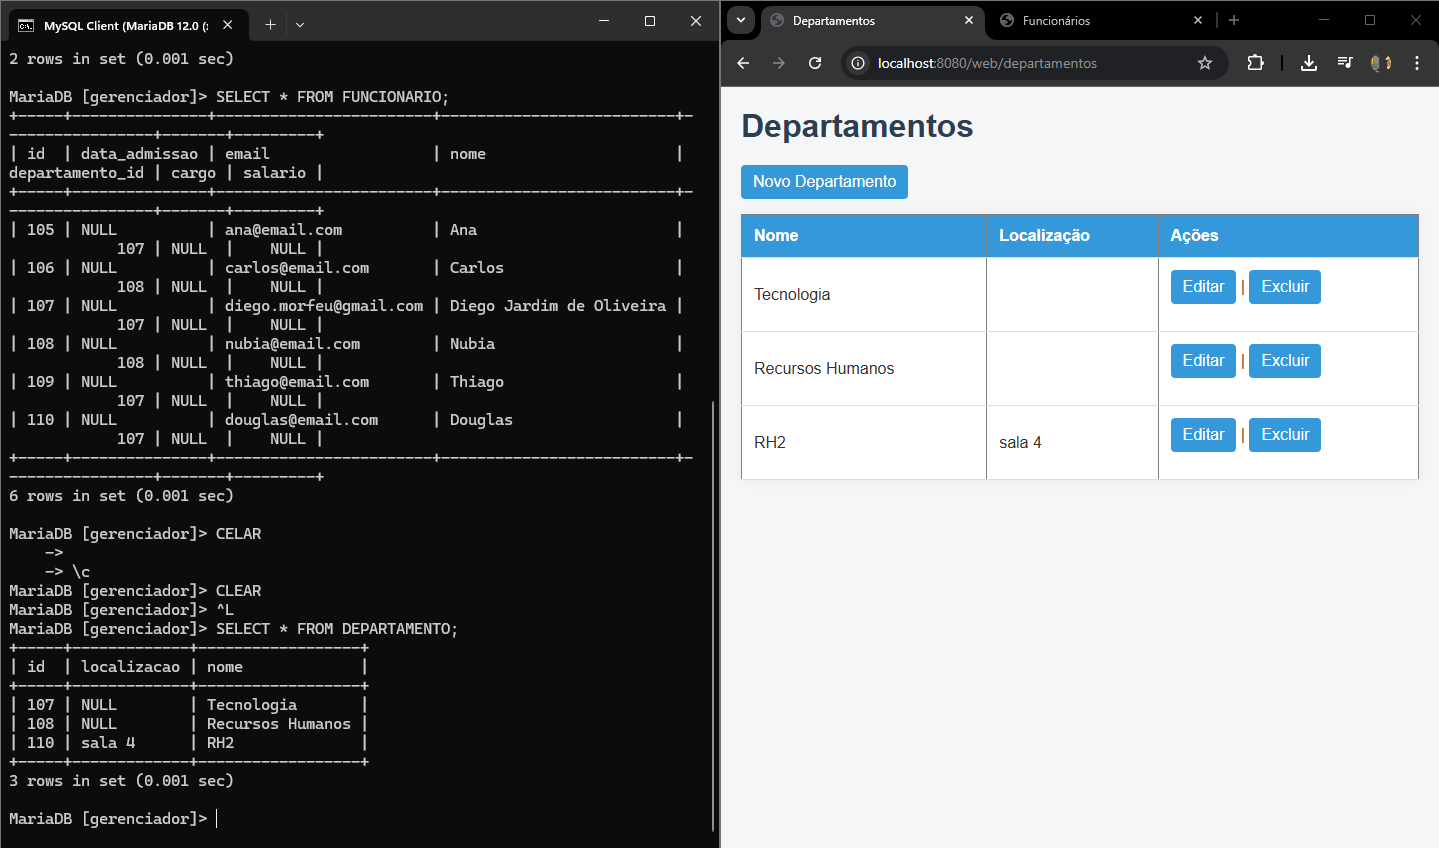 MySQL Client (MariaDB 12.0 (:
2 rows in set (0.001 sec)
MariaDB [gerenciador]> SELECT * FROM FUNCIONARIO;
+-----+---------------+------------------------+--------------------------+-
----------------+-------+---------+
| id  | data_admissao | email                  | nome                     |
departamento_id | cargo | salario |
+-----+---------------+------------------------+--------------------------+-
----------------+-------+---------+
| 105 | NULL          | ana@email.com          | Ana                      |
            107 | NULL  |    NULL |
| 106 | NULL          | carlos@email.com       | Carlos                   |
            108 | NULL  |    NULL |
| 107 | NULL          | diego.morfeu@gmail.com | Diego Jardim de Oliveira |
            107 | NULL  |    NULL |
| 108 | NULL          | nubia@email.com        | Nubia                    |
            108 | NULL  |    NULL |
| 109 | NULL          | thiago@email.com       | Thiago                   |
            107 | NULL  |    NULL |
| 110 | NULL          | douglas@email.com      | Douglas                  |
            107 | NULL  |    NULL |
+-----+---------------+------------------------+--------------------------+-
----------------+-------+---------+
6 rows in set (0.001 sec)
MariaDB [gerenciador]> CELAR
    ->
    -> \c
MariaDB [gerenciador]> CLEAR
MariaDB [gerenciador]> ^L
MariaDB [gerenciador]> SELECT * FROM DEPARTAMENTO;
+-----+-------------+------------------+
| id  | localizacao | nome             |
+-----+-------------+------------------+
| 107 | NULL        | Tecnologia       |
| 108 | NULL        | Recursos Humanos |
| 110 | sala 4      | RH2              |
+-----+-------------+------------------+
3 rows in set (0.001 sec)
MariaDB [gerenciador]>
Departamentos
Funcionários
localhost:8080/web/departamentos
Departamentos
Novo Departamento
Nome Localização Ações
Tecnologia Editar | Excluir
Recursos Humanos Editar | Excluir
RH2 sala 4 Editar | Excluir